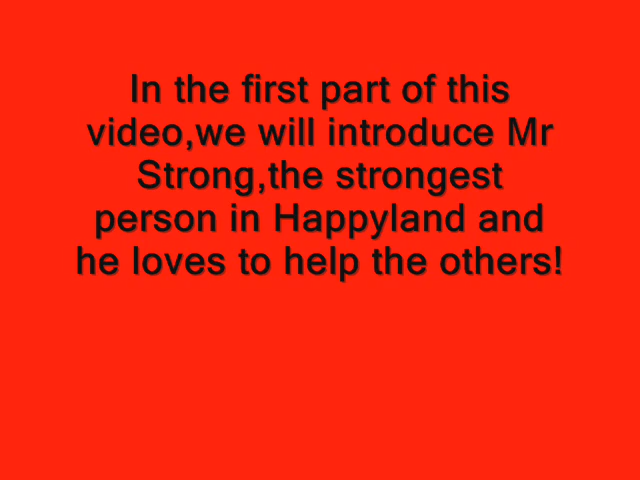 In the first part of this
video,we will introduce Mr
Strong,the strongest
person in Happyland and
he loves to help the others!